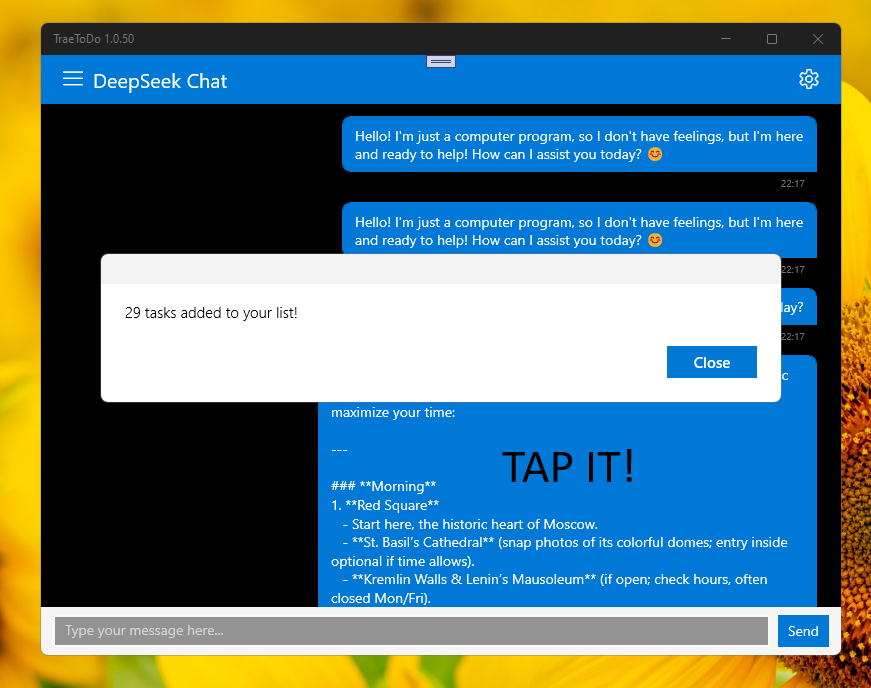 TraeToDo 1.0.50
DeepSeek Chat
Hello! I'm just a computer program, so I don't have feelings, but I'm here
and ready to help! How can I assist you today? 😊
22:17
Hello! I'm just a computer program, so I don't have feelings, but I'm here
and ready to help! How can I assist you today? 😊
22:17
29 tasks added to your list!
Close
22:17
maximize your time:
---
TAP IT!
### **Morning**
1. **Red Square**
- Start here, the historic heart of Moscow.
- **St. Basil’s Cathedral** (snap photos of its colorful domes; entry inside
optional if time allows).
- **Kremlin Walls & Lenin’s Mausoleum** (if open; check hours, often
closed Mon/Fri).
Type your message here...
Send